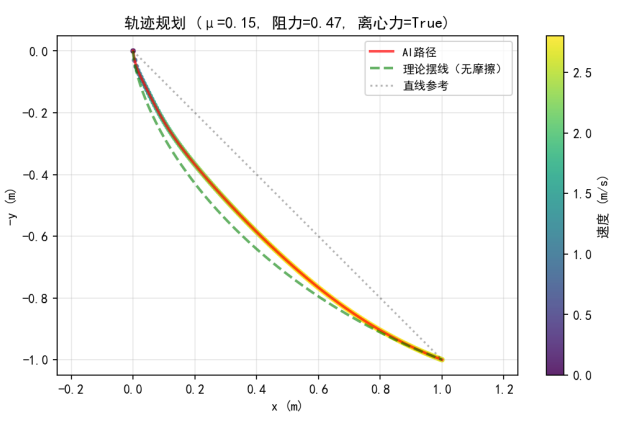 轨迹规划 (μ=0.15, 阻力=0.47, 离心力=True)
AI路径
理论摆线（无摩擦）
直线参考
0.0
-0.2
-0.4
-0.6
-0.8
-1.0
-y (m)
-0.2 0.0 0.2 0.4 0.6 0.8 1.0 1.2
x (m)
2.5
2.0
1.5
1.0
0.5
0.0
速度 (m/s)